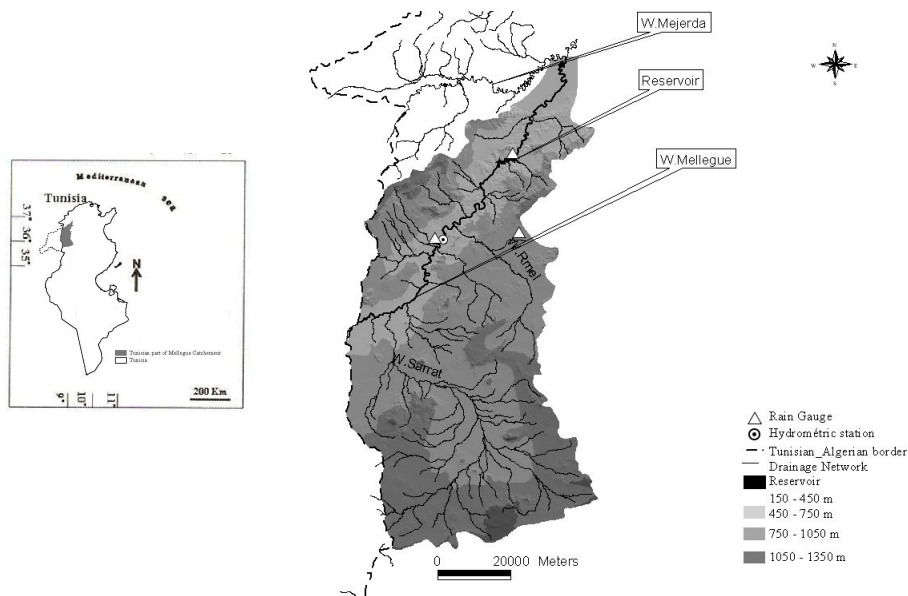 W.Mejerda
Reservoir
W.Mellegue
N
W
E
S
Mediterranean
sea
Tunisia
37°
36°
35°
N
Tunisian part of Mellegue Catchement
Tunisia
200 Km
9°
10°
11°
W.Rmel
W.Sarrat
0
20000 Meters
Rain Gauge
Hydrométric station
Tunisian_Algerian border
Drainage Network
Reservoir
150 - 450 m
450 - 750 m
750 - 1050 m
1050 - 1350 m